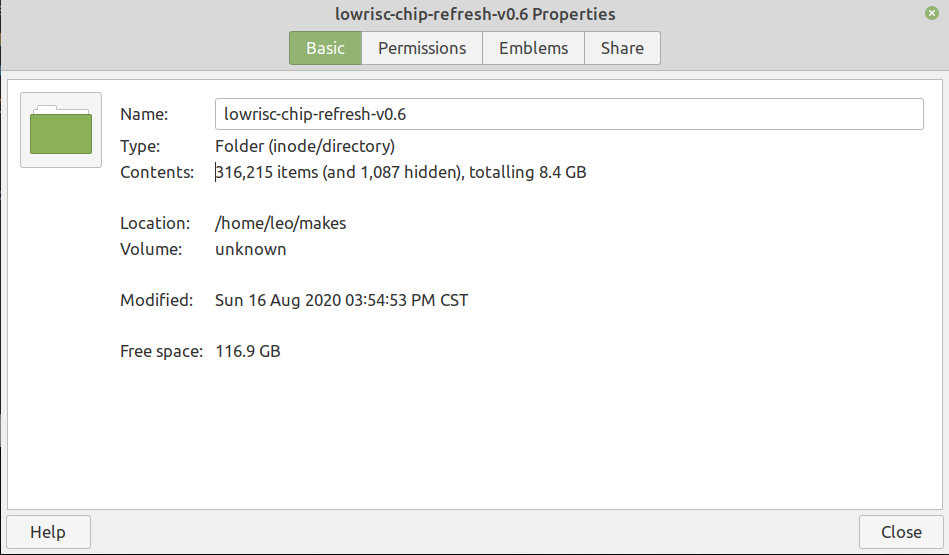 lowrisc-chip-refresh-v0.6 Properties
Basic Permissions Emblems Share
Name: lowrisc-chip-refresh-v0.6
Type: Folder (inode/directory)
Contents: 316,215 items (and 1,087 hidden), totalling 8.4 GB
Location: /home/leo/makes
Volume: unknown
Modified: Sun 16 Aug 2020 03:54:53 PM CST
Free space: 116.9 GB
Help Close